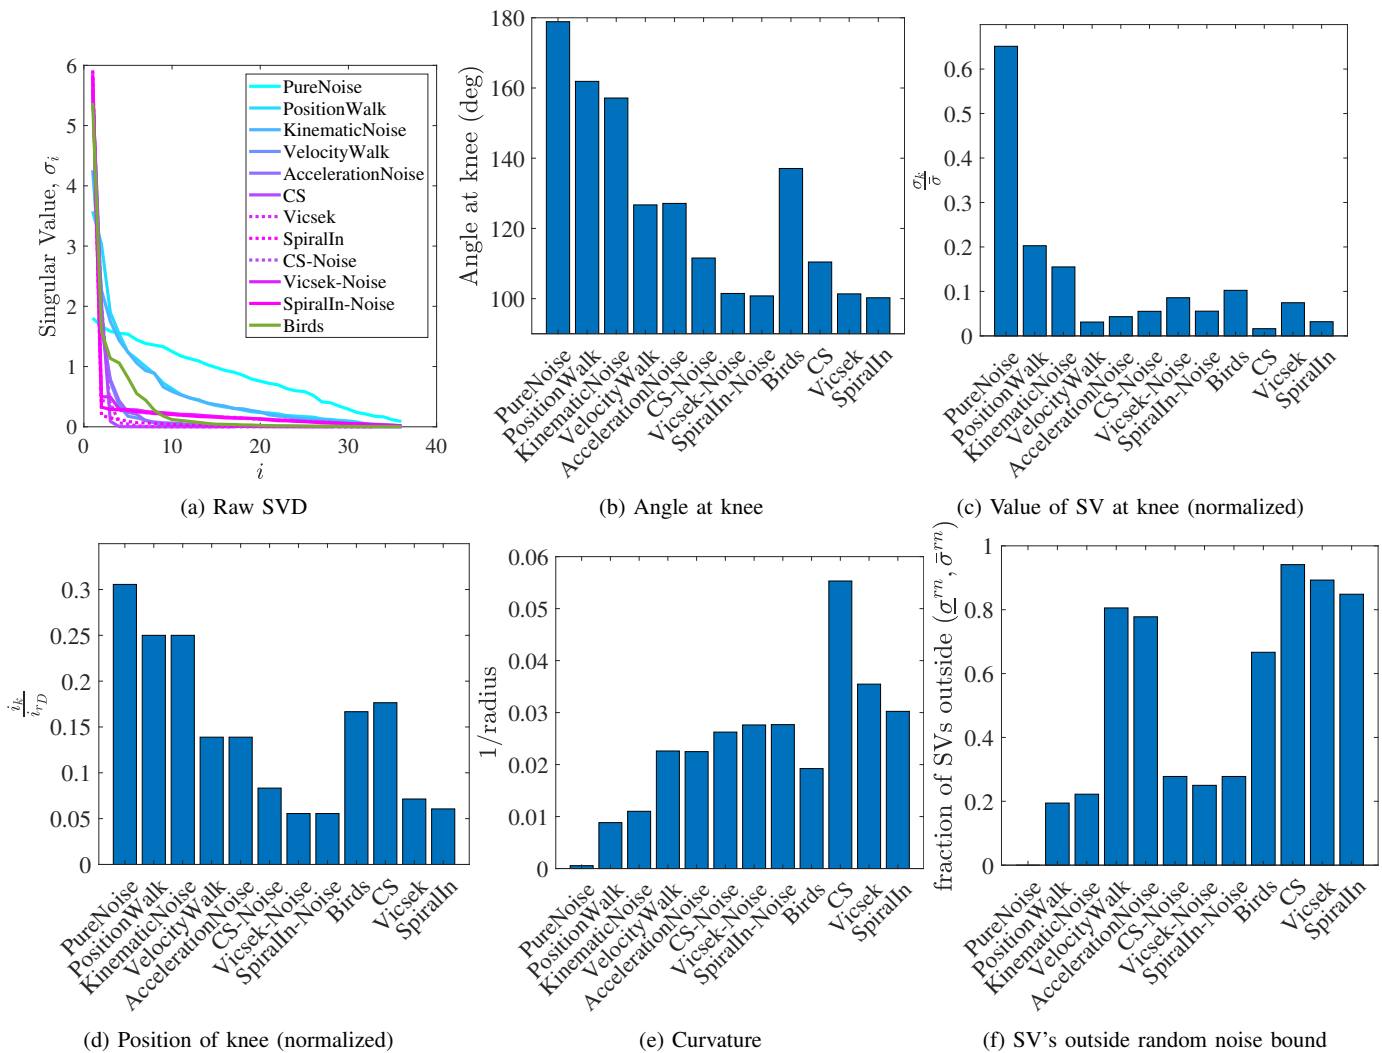 6
5
4
3
2
1
0
0
10
20
30
40
Singular Value, σ_i
i
PureNoise
PositionWalk
KinematicNoise
VelocityWalk
AccelerationNoise
CS
Vicsek
SpiralIn
CS-Noise
Vicsek-Noise
SpiralIn-Noise
Birds
(a) Raw SVD
180
160
140
120
100
Angle at knee (deg)
PureNoise
PositionWalk
KinematicNoise
VelocityWalk
AccelerationNoise
CS-Noise
Vicsek-Noise
SpiralIn-Noise
Birds
CS
Vicsek
SpiralIn
(b) Angle at knee
0.6
0.5
0.4
0.3
0.2
0.1
0
σ_k/σ̄
PureNoise
PositionWalk
KinematicNoise
VelocityWalk
AccelerationNoise
CS-Noise
Vicsek-Noise
SpiralIn-Noise
Birds
CS
Vicsek
SpiralIn
(c) Value of SV at knee (normalized)
0.3
0.25
0.2
0.15
0.1
0.05
0
i_k/i_{rD}
PureNoise
PositionWalk
KinematicNoise
VelocityWalk
AccelerationNoise
CS-Noise
Vicsek-Noise
SpiralIn-Noise
Birds
CS
Vicsek
SpiralIn
(d) Position of knee (normalized)
0.06
0.05
0.04
0.03
0.02
0.01
0
1/radius
PureNoise
PositionWalk
KinematicNoise
VelocityWalk
AccelerationNoise
CS-Noise
Vicsek-Noise
SpiralIn-Noise
Birds
CS
Vicsek
SpiralIn
(e) Curvature
1
0.8
0.6
0.4
0.2
0
fraction of SVs outside (σ̲^{rn}, σ̄^{rn})
PureNoise
PositionWalk
KinematicNoise
VelocityWalk
AccelerationNoise
CS-Noise
Vicsek-Noise
SpiralIn-Noise
Birds
CS
Vicsek
SpiralIn
(f) SV's outside random noise bound